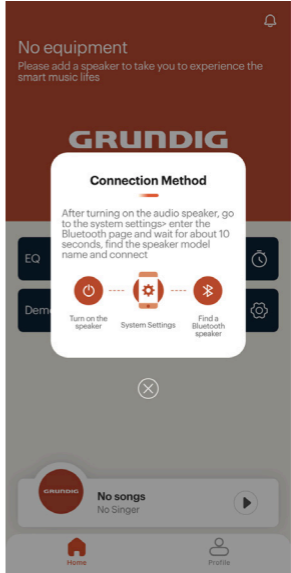 No equipment
Please add a speaker to take you to experience the
smart music lifes
GRUNDIG
Connection Method
After turning on the audio speaker, go
to the system settings> enter the
Bluetooth page and wait for about 10
seconds, find the speaker model
name and connect
EQ
Turn on the
speaker
System Settings
Find a
Bluetooth
speaker
GRUNDIG
No songs
No Singer
Home
Profile